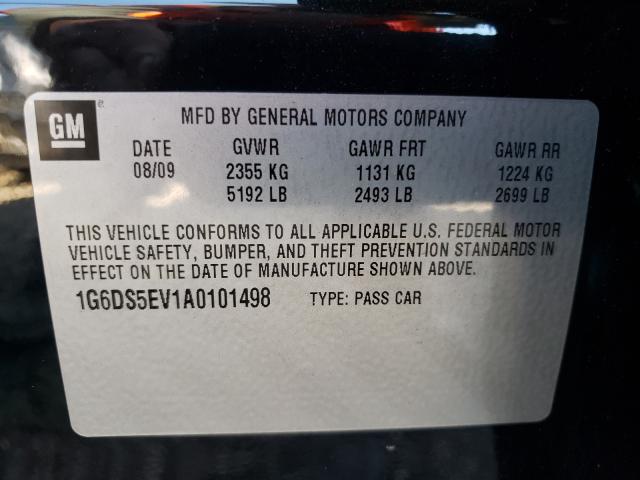 GM
MFD BY GENERAL MOTORS COMPANY
DATE GVWR GAWR FRT GAWR RR
08/09 2355 KG 1131 KG 1224 KG
5192 LB 2493 LB 2699 LB
THIS VEHICLE CONFORMS TO ALL APPLICABLE U.S. FEDERAL MOTOR
VEHICLE SAFETY, BUMPER, AND THEFT PREVENTION STANDARDS IN
EFFECT ON THE DATE OF MANUFACTURE SHOWN ABOVE.
1G6DS5EV1A0101498 TYPE: PASS CAR